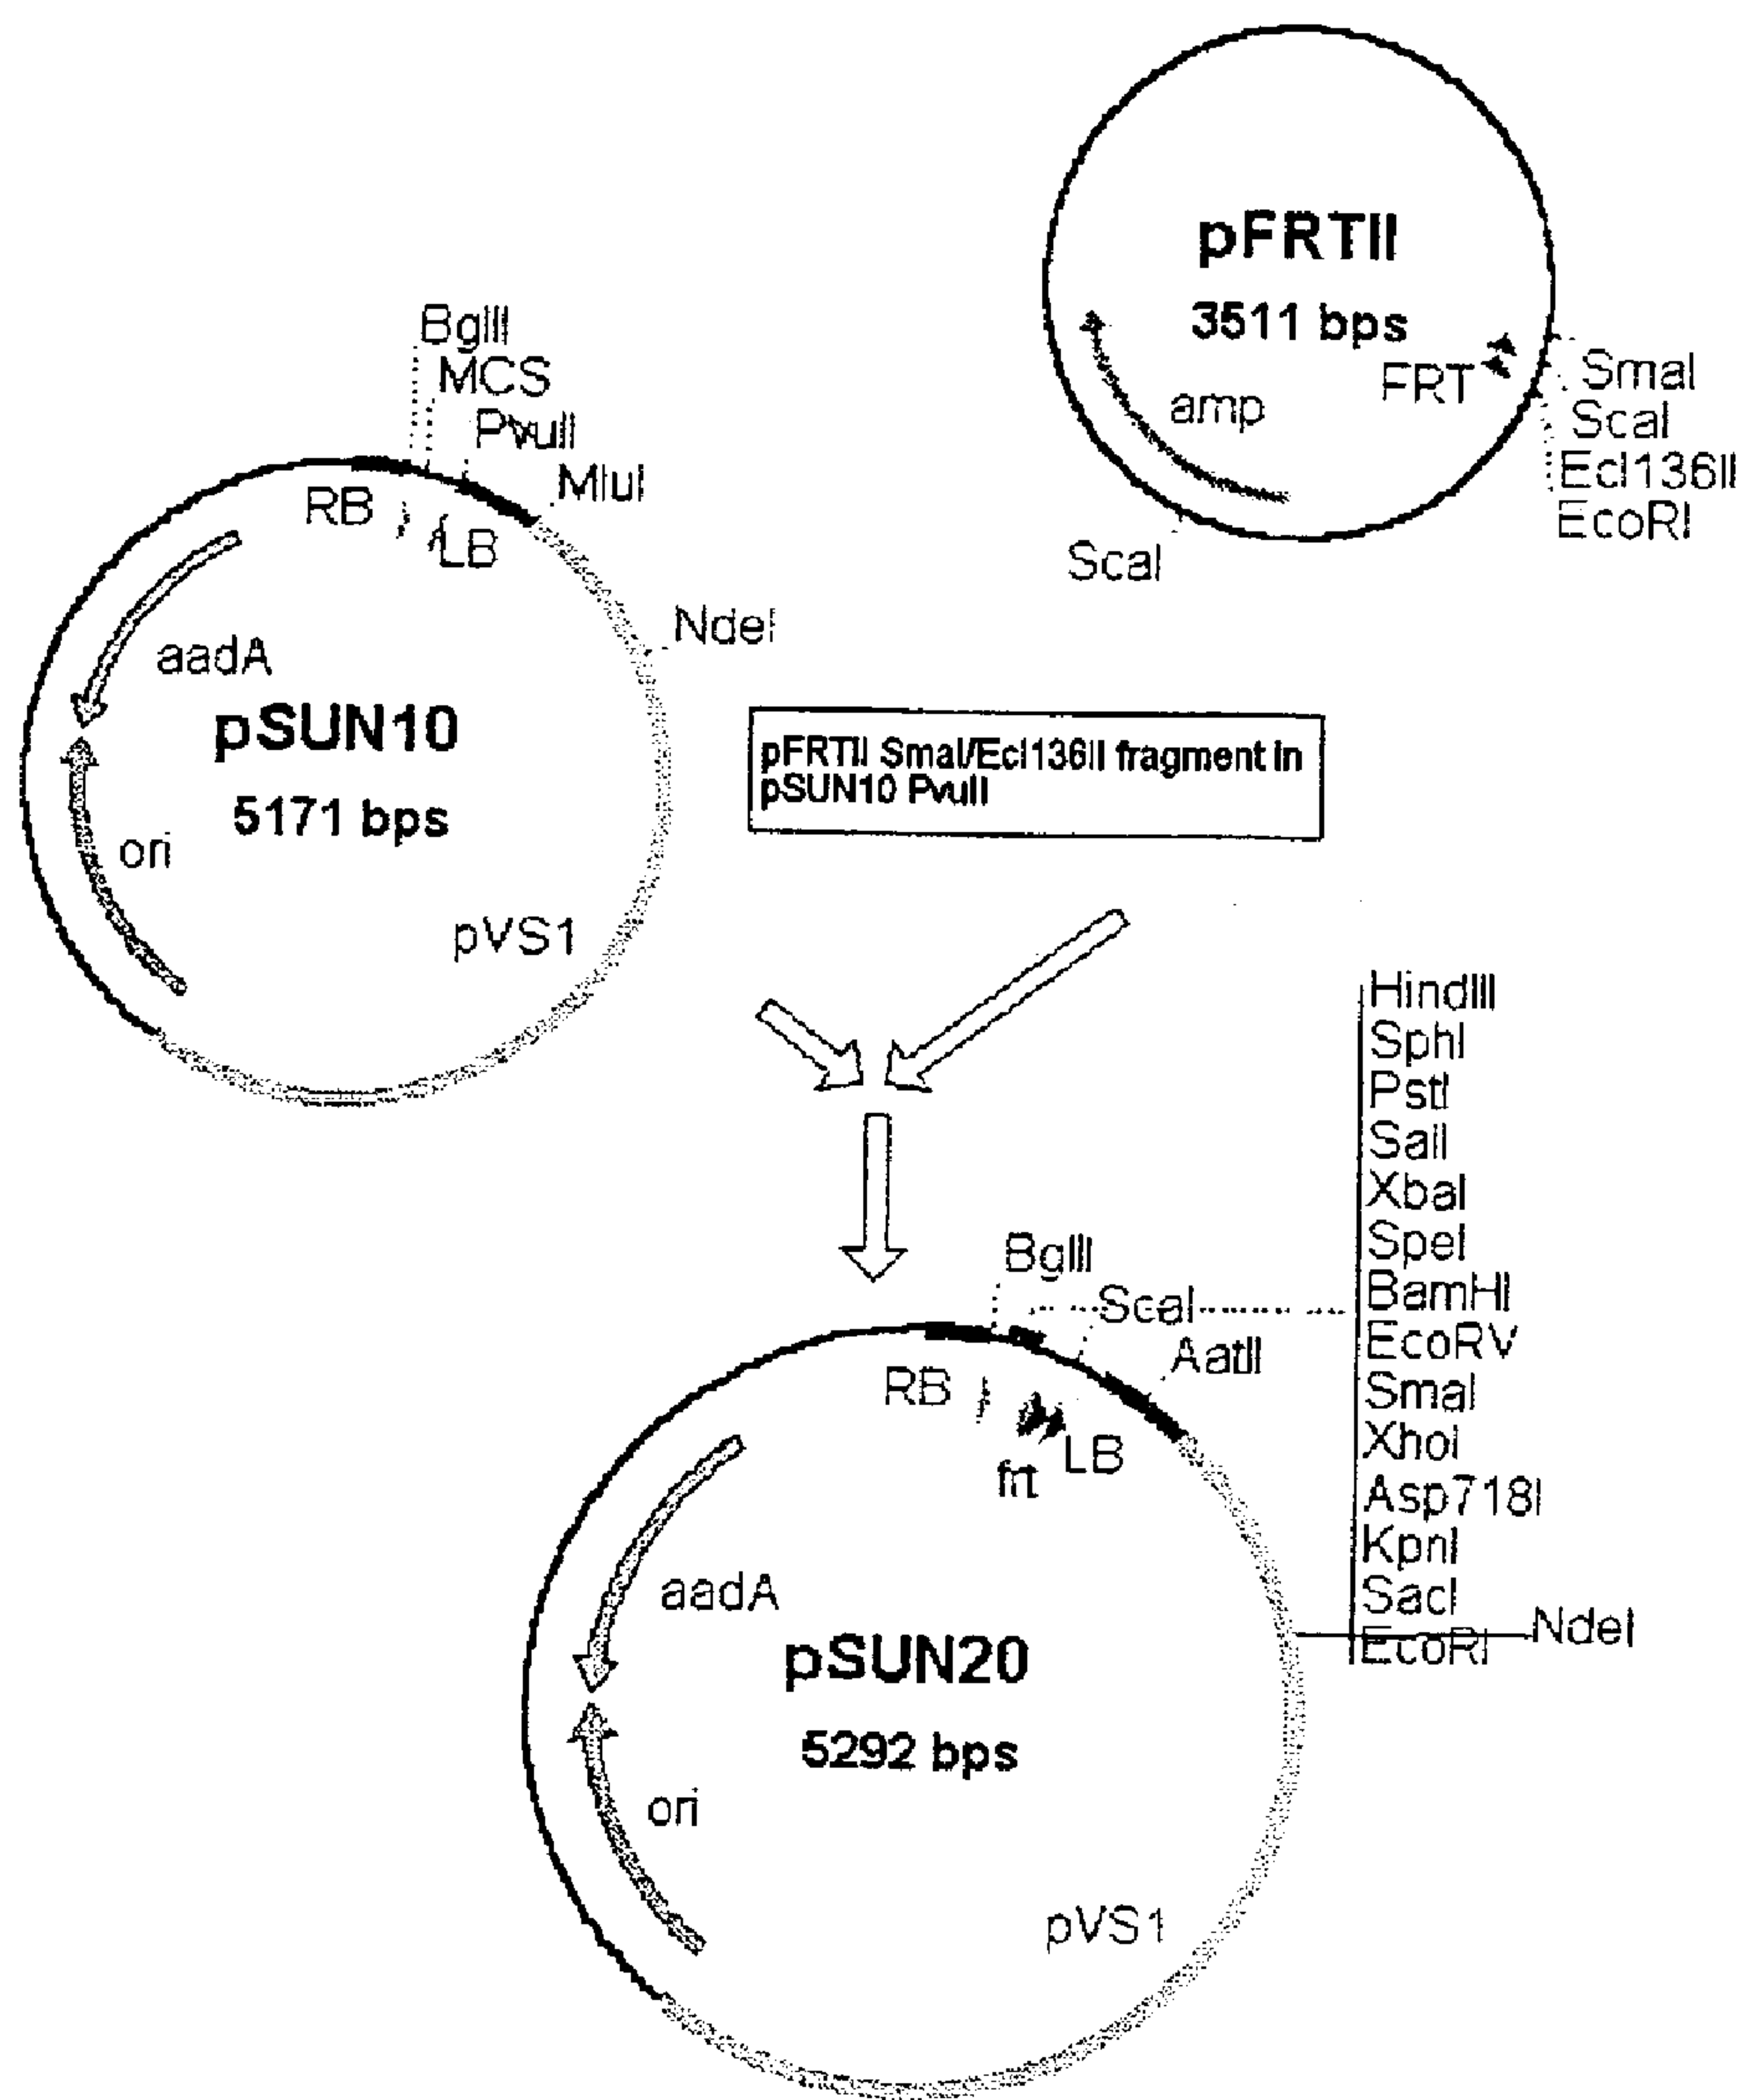 pFRTII
3511 bps
FRT
amp
SmaI
ScaI
Ecl136II
EcoRI
ScaI
BglII
MCS
PvuII
MluI
RB
LB
NdeI
aadA
pSUN10
5171 bps
ori
pVS1
pFRTII SmaI/Ecl136II fragment in
pSUN10 PvuII
HindIII
SphI
PstI
SalI
XbaI
SpeI
BamHI
EcoRV
SmaI
XhoI
Asp718I
KpnI
SacI
EcoRI
NdeI
BglII
ScaI
AatII
RB
LB
frt
aadA
pSUN20
5292 bps
ori
pVS1